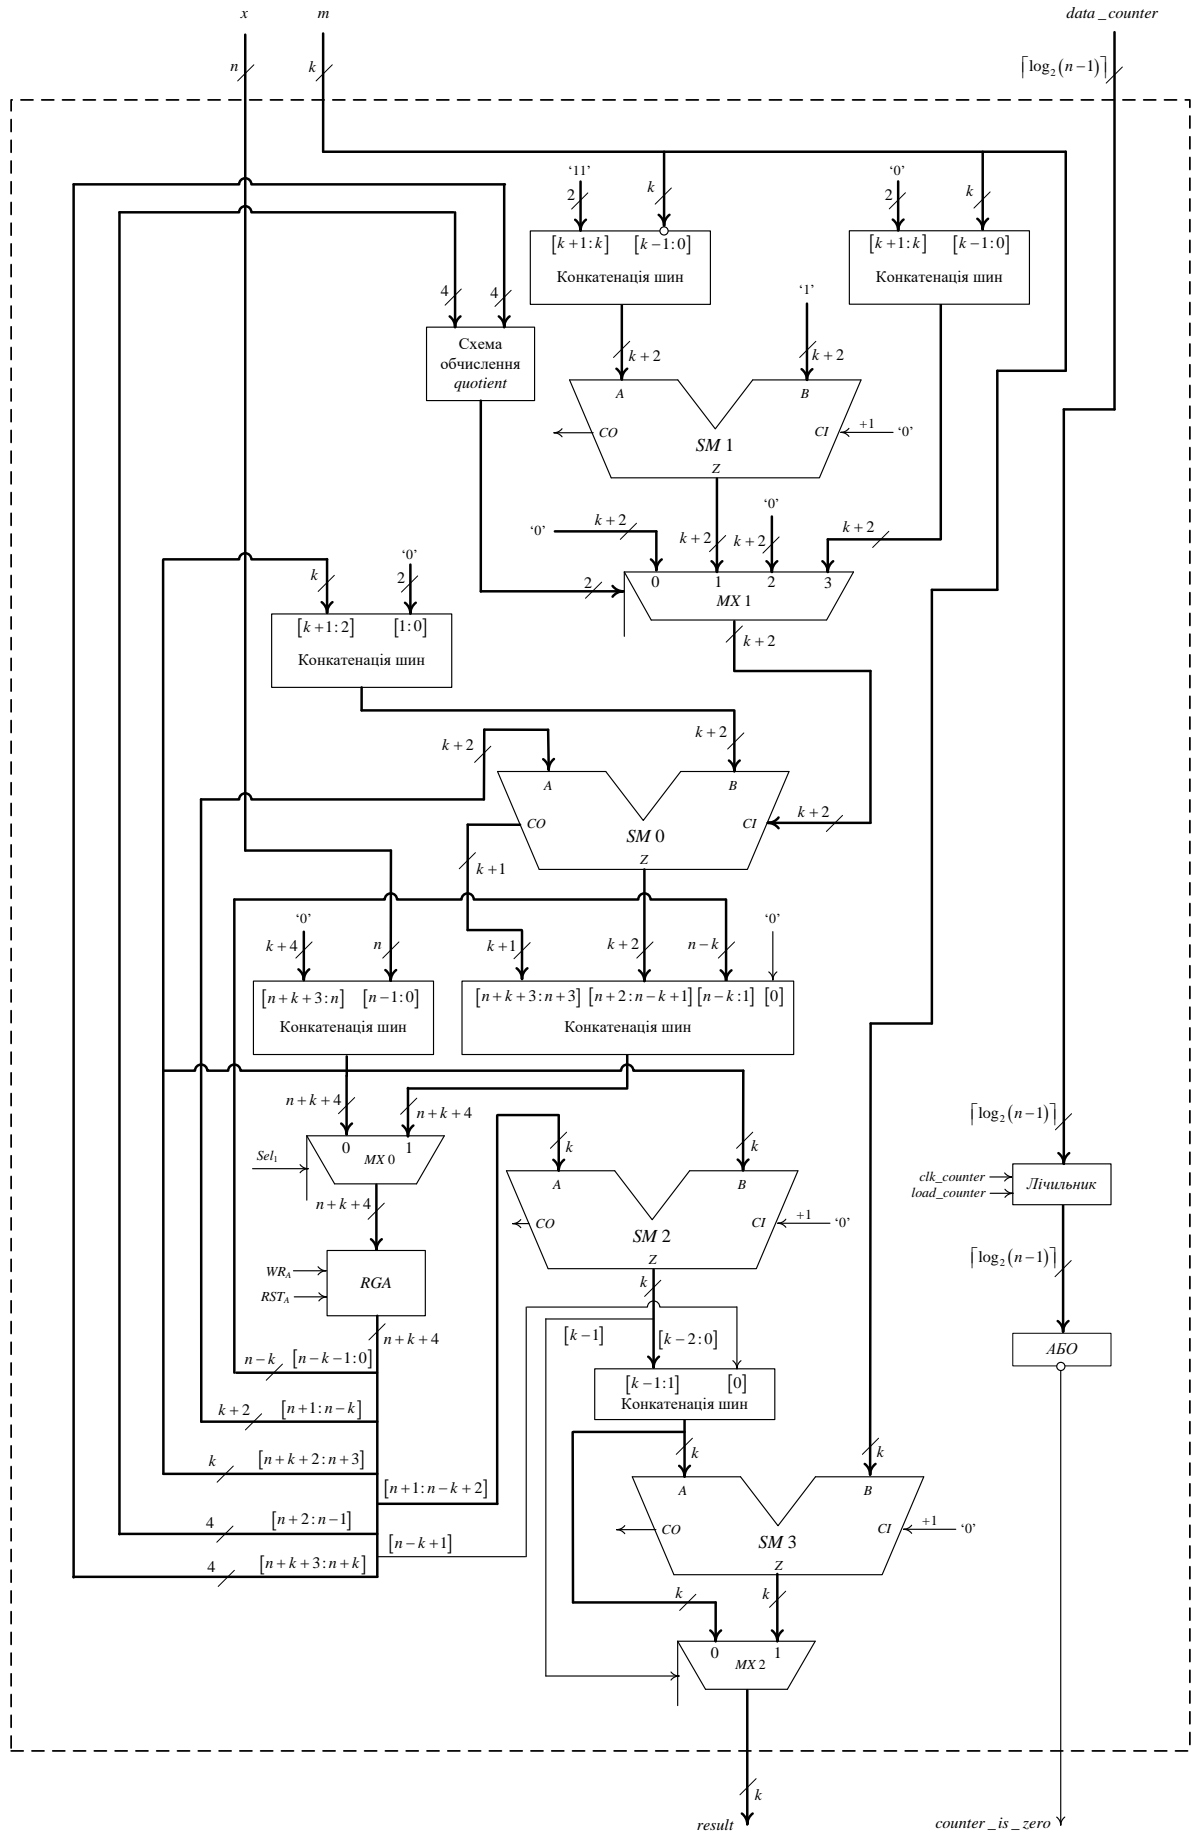 x m data_counter
n k ⌈log₂(n−1)⌉
‘11’ ‘0’
2 k 2 k
[k+1:k] [k−1:0] [k+1:k] [k−1:0]
Конкатенація шин Конкатенація шин
‘1’
4 4
Схема
обчислення
quotient
k+2 k+2
A B
CO CI +1 ‘0’
SM 1
Z
‘0’ k+2 k+2 k+2 ‘0’ k+2
2 0 1 2 3
MX 1
k+2
k 2 ‘0’
[k+1:2] [1:0]
Конкатенація шин
k+2 k+2
A B
CO CI k+2
SM 0
Z
k+1
‘0’ ‘0’
k+4 n k+1 k+2 n−k
[n+k+3:n] [n−1:0] [n+k+3:n+3] [n+2:n−k+1] [n−k:1] [0]
Конкатенація шин Конкатенація шин
n+k+4 n+k+4
0 1
Sel₁ MX 0
n+k+4
k k
A B
CO CI +1 ‘0’
SM 2
Z
⌈log₂(n−1)⌉
clk_counter
load_counter
Лічильник
⌈log₂(n−1)⌉
WR_A
RST_A
RGA
n+k+4
k
[k−1] [k−2:0]
АБО
n−k [n−k−1:0]
[k−1:1] [0]
Конкатенація шин
k+2 [n+1:n−k]
k [n+k+2:n+3]
[n+1:n−k+2]
4 [n+2:n−1]
[n−k+1]
4 [n+k+3:n+k]
k k
A B
CO CI +1 ‘0’
SM 3
Z
k k
0 1
MX 2
k
result counter_is_zero